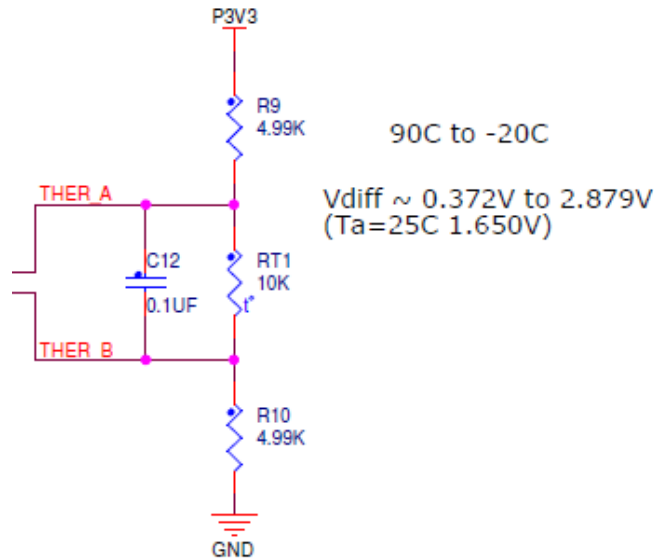 P3V3
R9
4.99K
90C to -20C
THER_A
Vdiff ~ 0.372V to 2.879V
(Ta=25C 1.650V)
C12
RT1
10K
0.1UF
t°
THER_B
R10
4.99K
GND